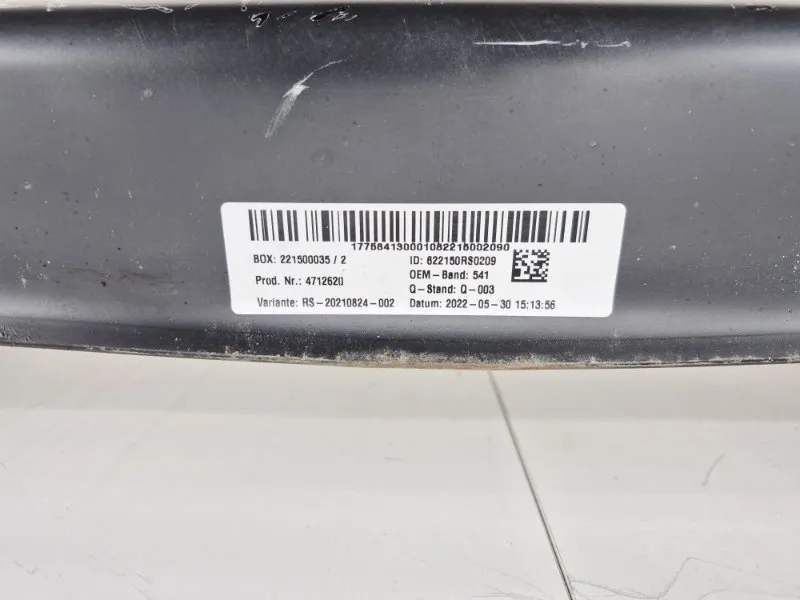 177584130001082215002090
BOX: 221500035 / 2
ID: 622150RS0209
Prod. Nr.: 4712620
OEM-Band: 541
Q-Stand: Q-003
Variante: RS-20210824-002
Datum: 2022-05-30 15:13:56